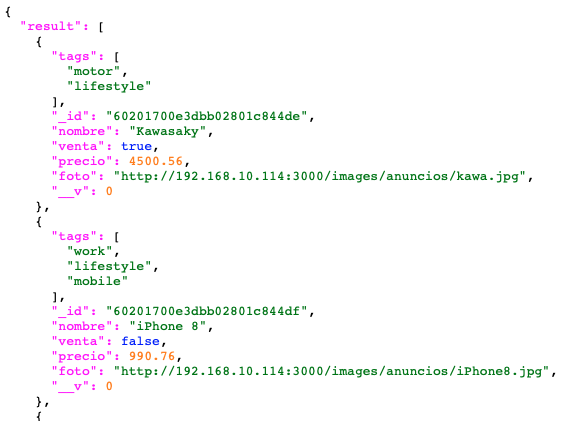 {
  "result": [
    {
      "tags": [
        "motor",
        "lifestyle"
      ],
      "_id": "60201700e3dbb02801c844de",
      "nombre": "Kawasaky",
      "venta": true,
      "precio": 4500.56,
      "foto": "http://192.168.10.114:3000/images/anuncios/kawa.jpg",
      "__v": 0
    },
    {
      "tags": [
        "work",
        "lifestyle",
        "mobile"
      ],
      "_id": "60201700e3dbb02801c844df",
      "nombre": "iPhone 8",
      "venta": false,
      "precio": 990.76,
      "foto": "http://192.168.10.114:3000/images/anuncios/iPhone8.jpg",
      "__v": 0
    },
    {